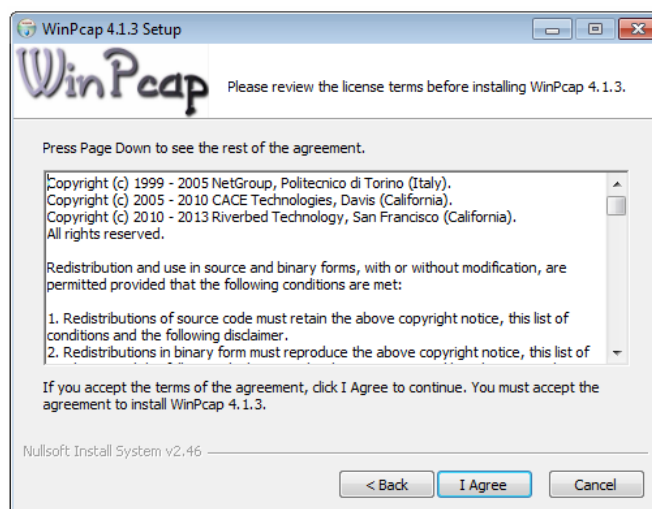 WinPcap 4.1.3 Setup
WinPcap
Please review the license terms before installing WinPcap 4.1.3.
Press Page Down to see the rest of the agreement.
Copyright (c) 1999 - 2005 NetGroup, Politecnico di Torino (Italy).
Copyright (c) 2005 - 2010 CACE Technologies, Davis (California).
Copyright (c) 2010 - 2013 Riverbed Technology, San Francisco (California).
All rights reserved.
Redistribution and use in source and binary forms, with or without modification, are
permitted provided that the following conditions are met:
1. Redistributions of source code must retain the above copyright notice, this list of
conditions and the following disclaimer.
2. Redistributions in binary form must reproduce the above copyright notice, this list of
If you accept the terms of the agreement, click I Agree to continue. You must accept the
agreement to install WinPcap 4.1.3.
Nullsoft Install System v2.46
< Back
I Agree
Cancel